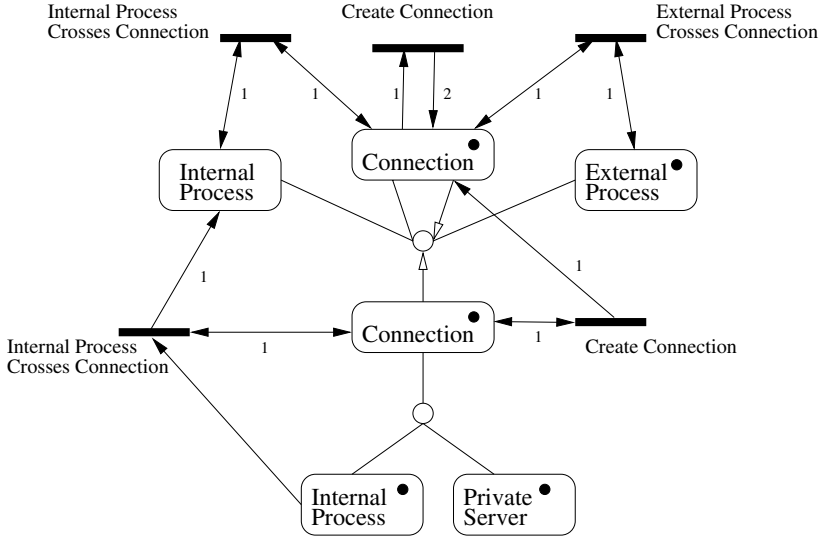 Internal Process
Crosses Connection
Create Connection
External Process
Crosses Connection
1
1
1
2
1
1
Connection
Internal
Process
External
Process
1
1
Connection
1
1
Internal Process
Crosses Connection
Create Connection
Internal
Process
Private
Server